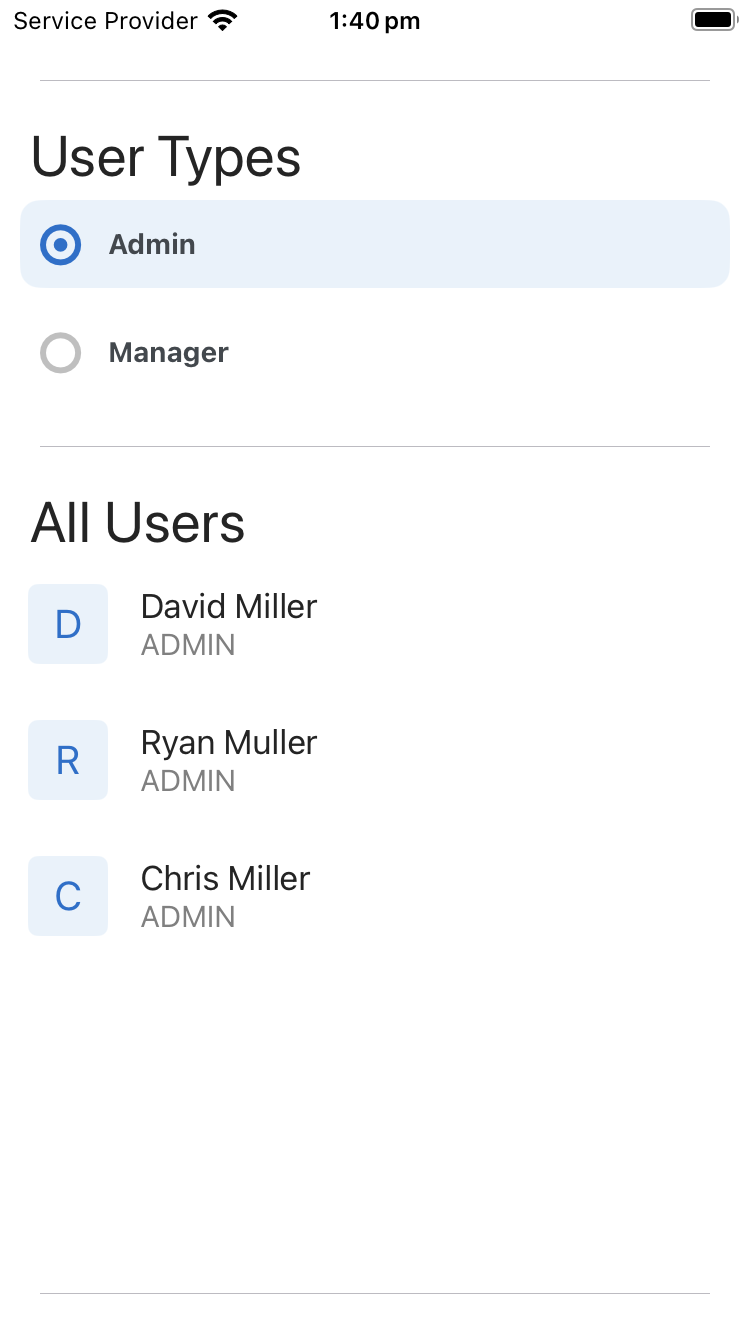 Service Provider 1:40 pm
User Types
Admin
Manager
All Users
D
David Miller
ADMIN
R
Ryan Muller
ADMIN
C
Chris Miller
ADMIN